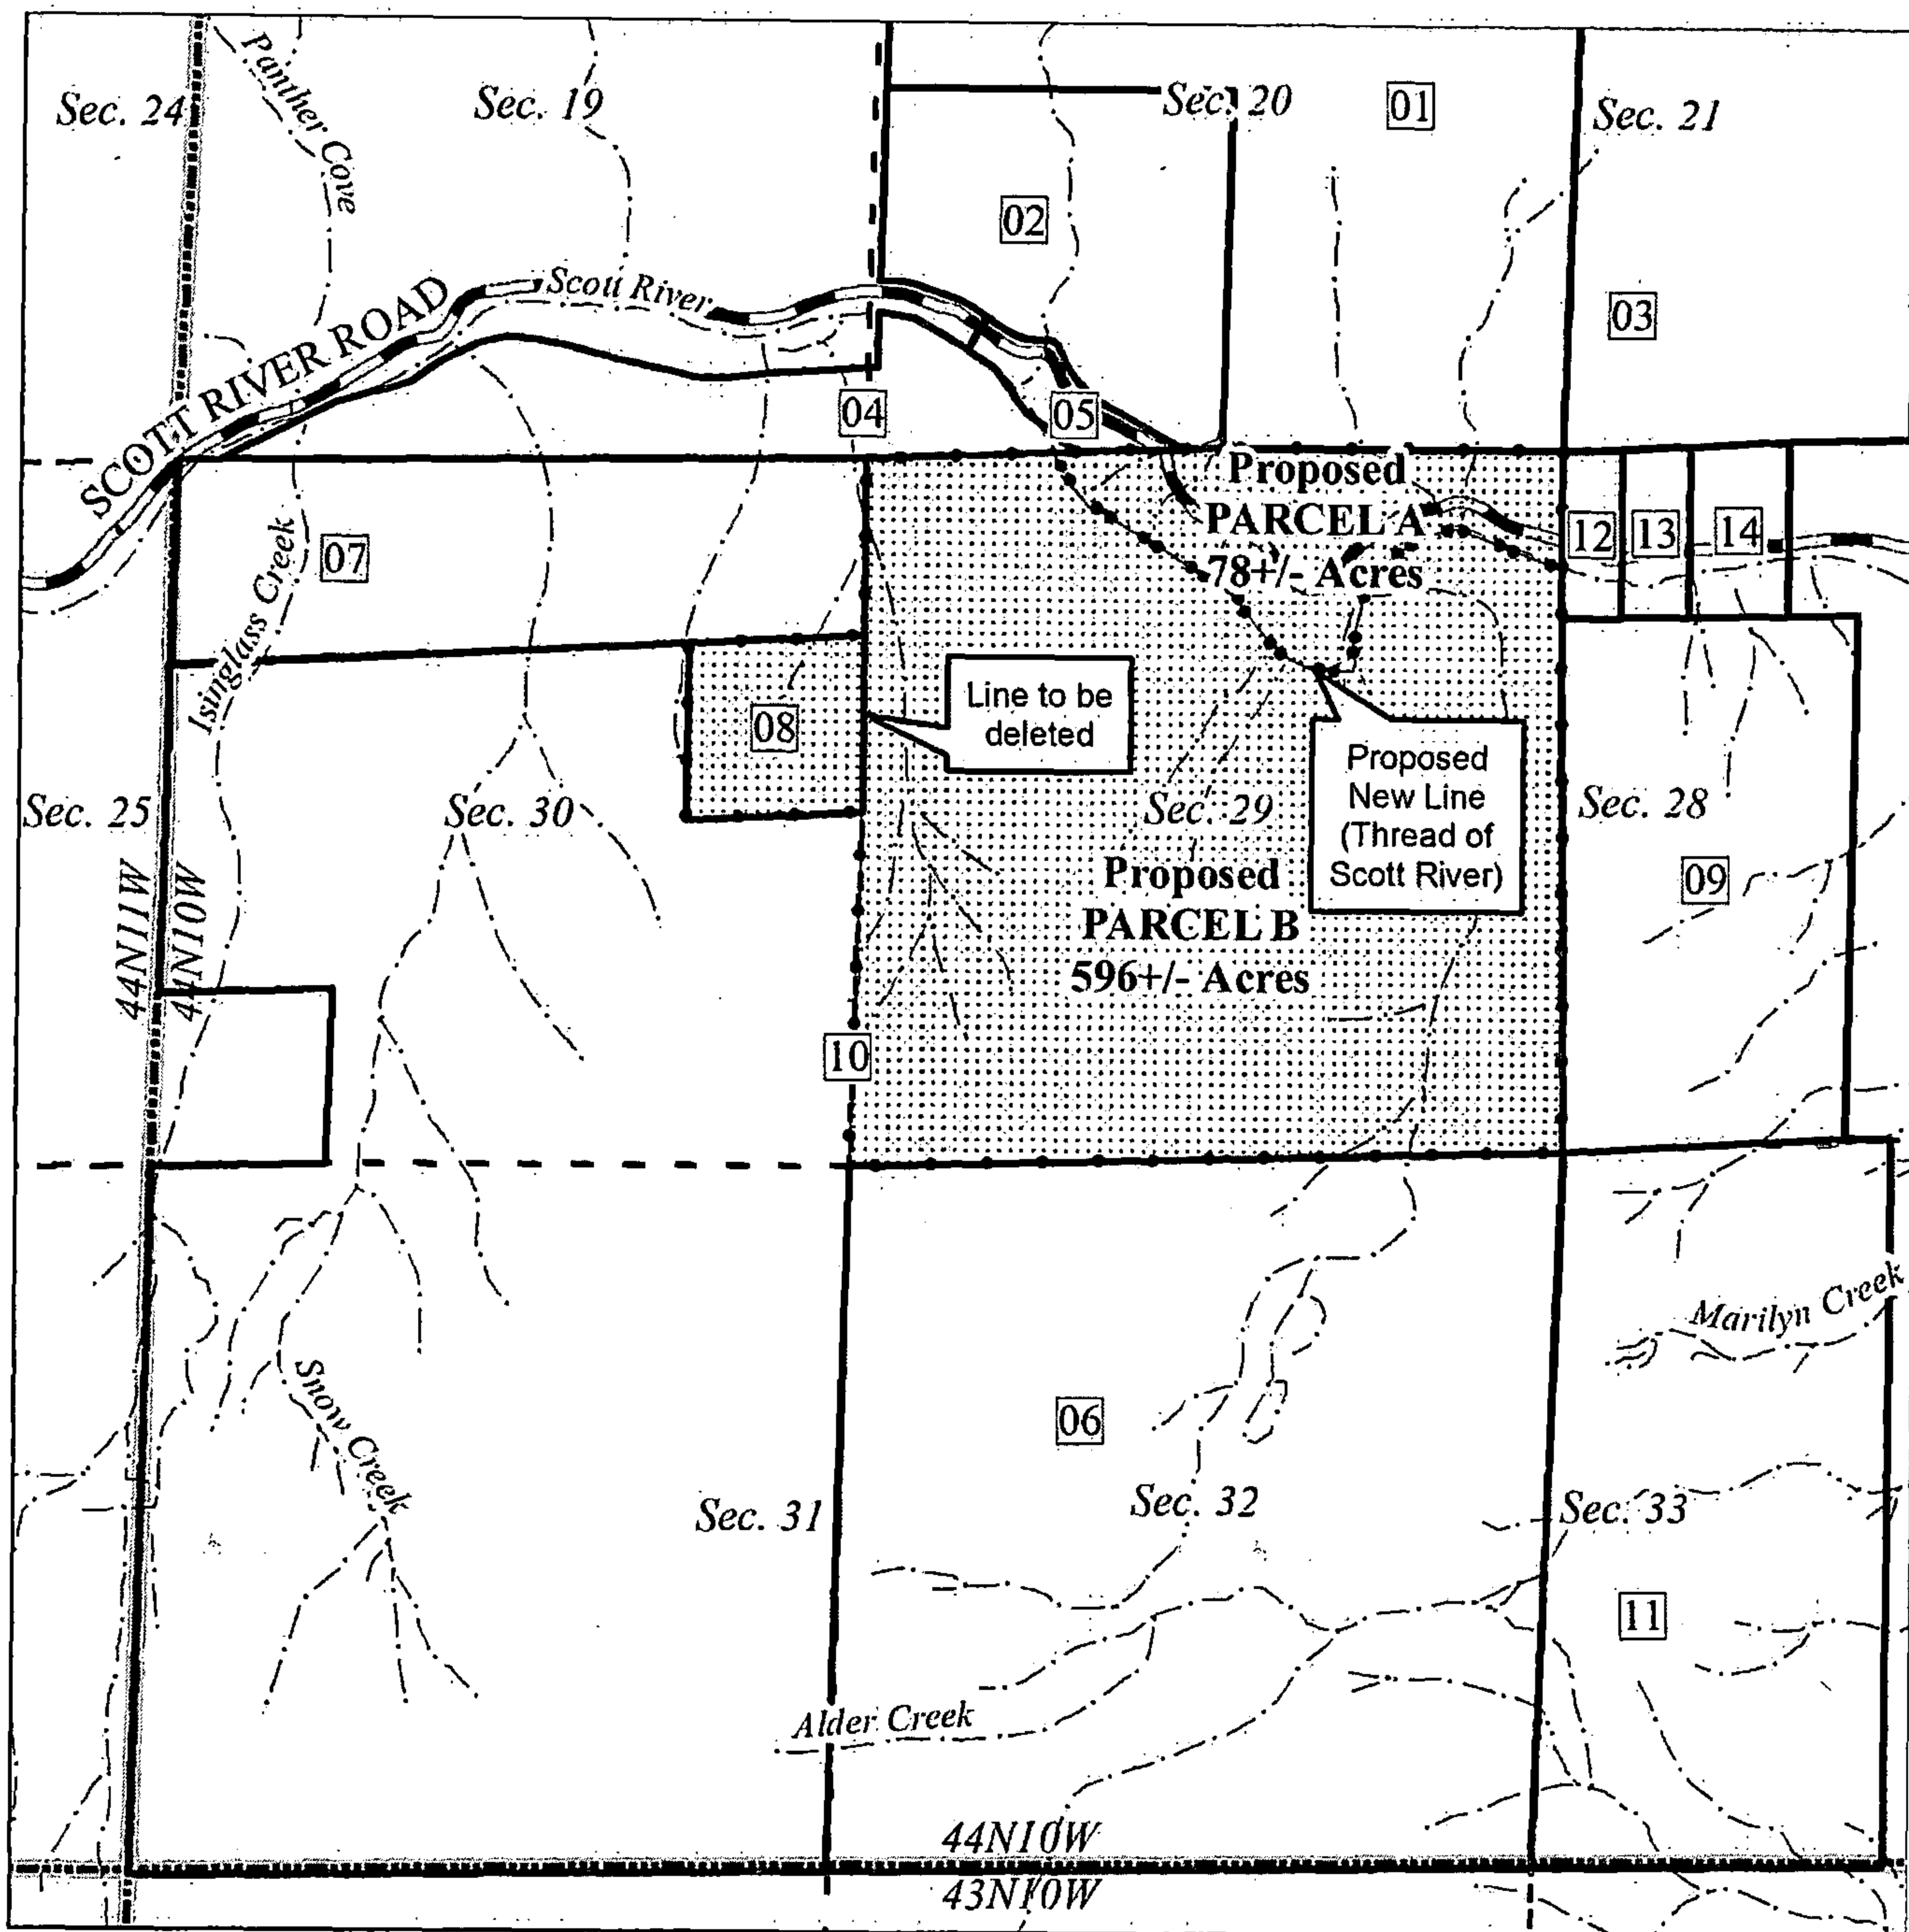 Panther Cove
Sec. 24
Sec. 19
Sec. 20
01
Sec. 21
02
03
Scott River
SCOTT RIVER ROAD
04
05
Proposed
PARCEL A
78+/- Acres
12
13
14
07
Isinglass Creek
08
Line to be
deleted
Proposed
New Line
(Thread of
Scott River)
Sec. 25
Sec. 30
Sec. 29
Sec. 28
09
44N11W
44N10W
Proposed
PARCEL B
596+/- Acres
10
Marilyn Creek
Snow Creek
06
Sec. 31
Sec. 32
Sec. 33
11
Alder Creek
44N10W
43N10W